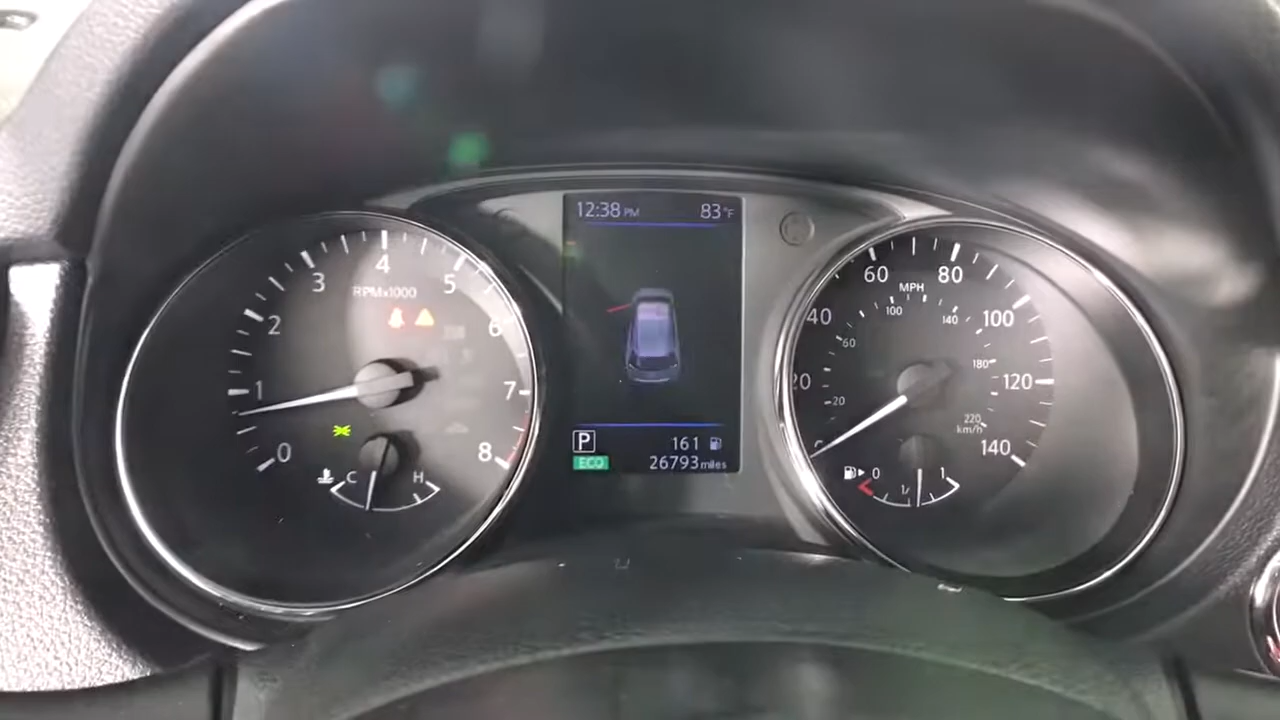 12:38 PM 83°F
0 1 2 3 4 5 6 7 8
RPMx1000
C H
P 161
ECO 26793 miles
40 60 80 100 120 140
MPH
20 60 100 140 180 220
km/h
0 1